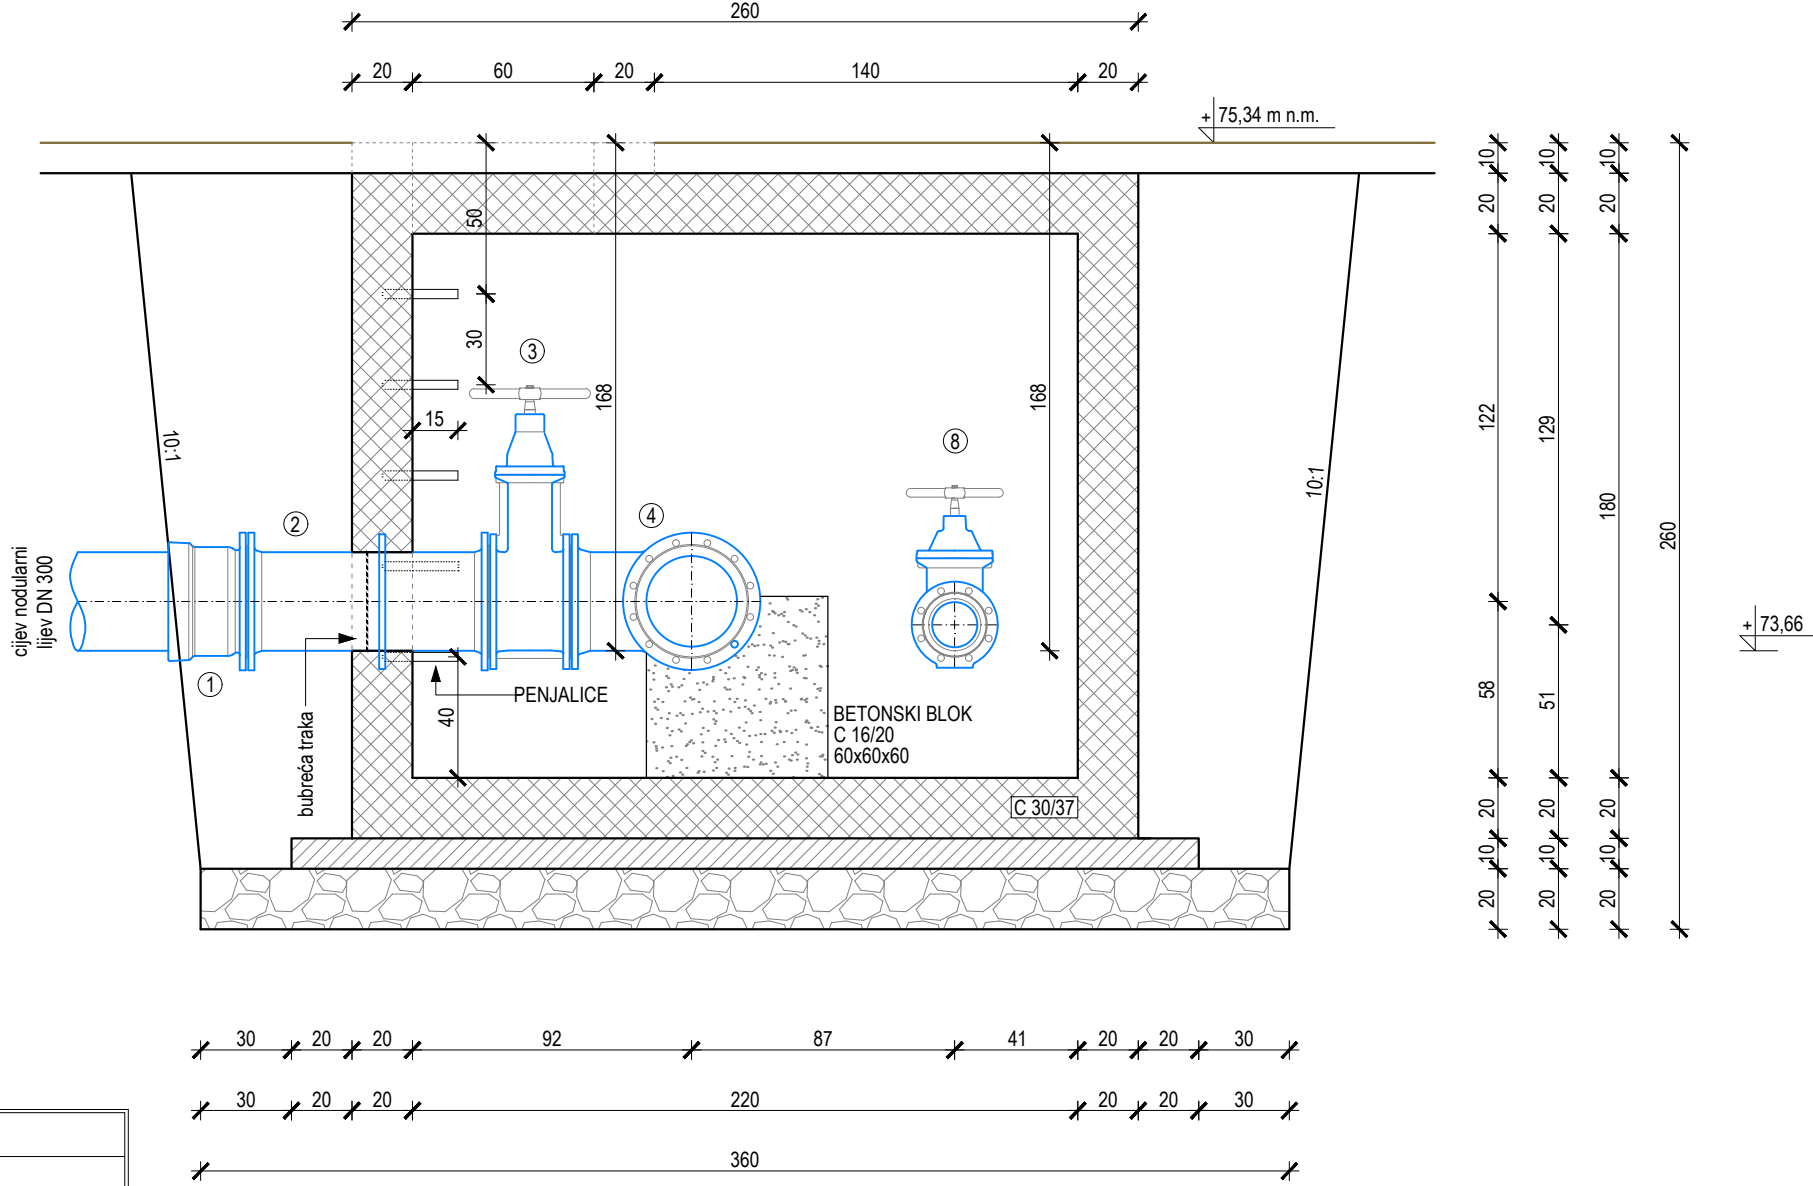 260
20 60 20 140 20
+ 75,34 m n.m.
10 10 10
20 20 20
50
30
③
168
168
15
122
129
180
260
10:1
10:1
⑧
②
④
cijev nodularni
lijev DN 300
+ 73,66
①
PENJALICE
40
bubreća traka
BETONSKI BLOK
C 16/20
60x60x60
58
51
C 30/37
20 20 20
10 10 10
20 20 20
30 20 20 92 87 41 20 20 30
30 20 20 220 20 20 30
360